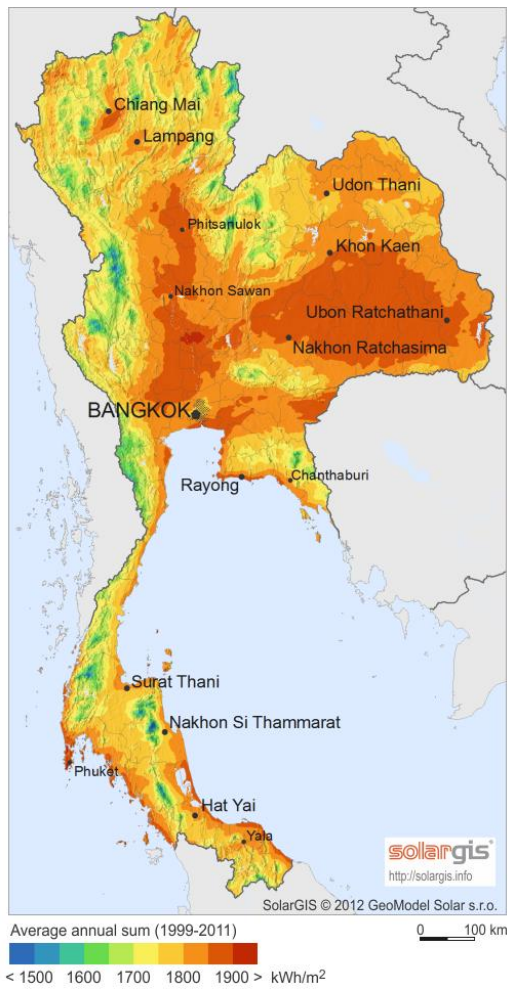 Chiang Mai
Lampang
Udon Thani
Phitsanulok
Khon Kaen
Nakhon Sawan
Ubon Ratchathani
Nakhon Ratchasima
BANGKOK
Chanthaburi
Rayong
Surat Thani
Nakhon Si Thammarat
Phuket
Hat Yai
Yala
solargis
http://solargis.info
SolarGIS © 2012 GeoModel Solar s.r.o.
Average annual sum (1999-2011)
0 100 km
< 1500 1600 1700 1800 1900 > kWh/m²